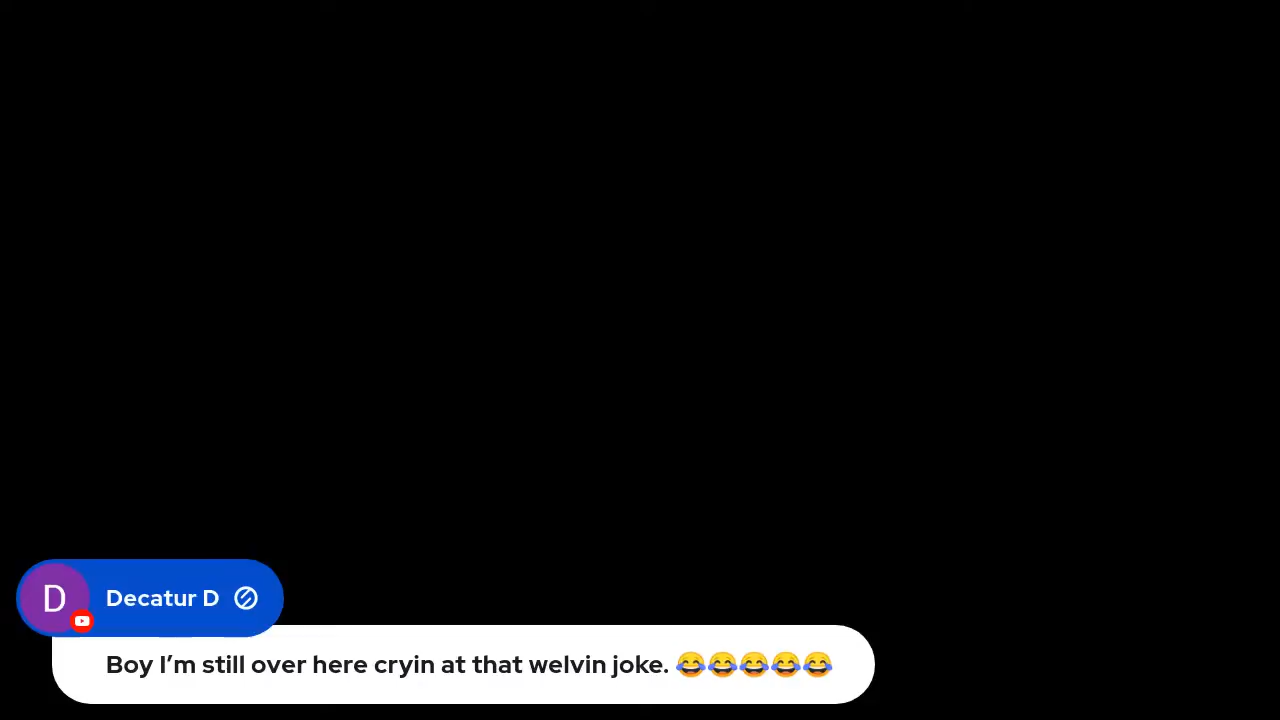 D
Decatur D
Boy I’m still over here cryin at that welvin joke. 😂😂😂😂😂